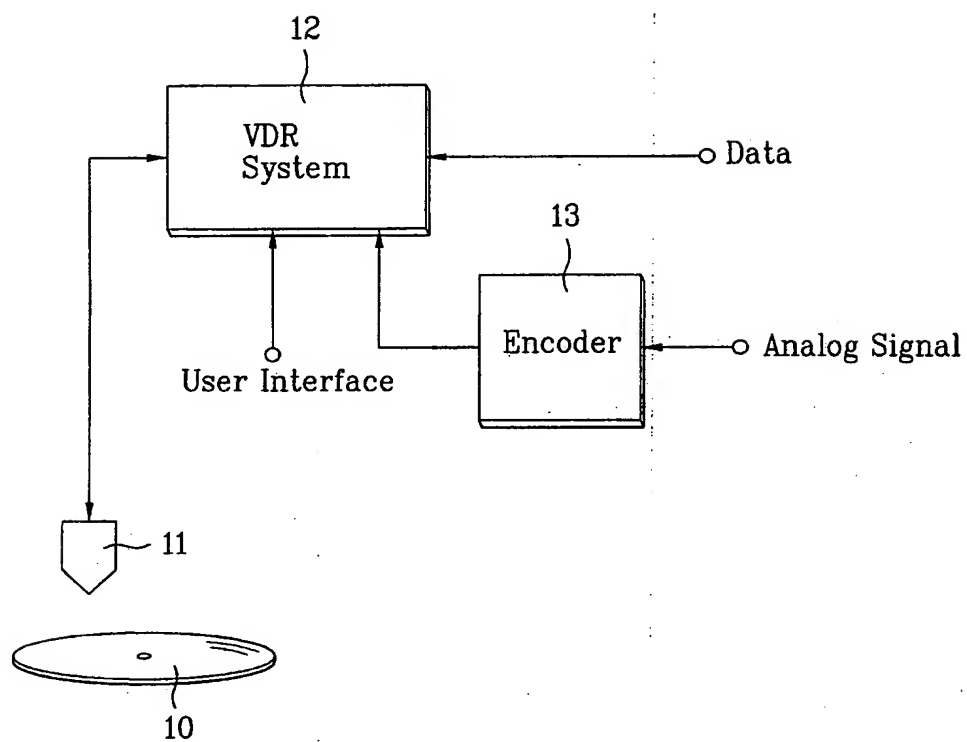 12
VDR
System
Data
13
Encoder
Analog Signal
User Interface
11
10